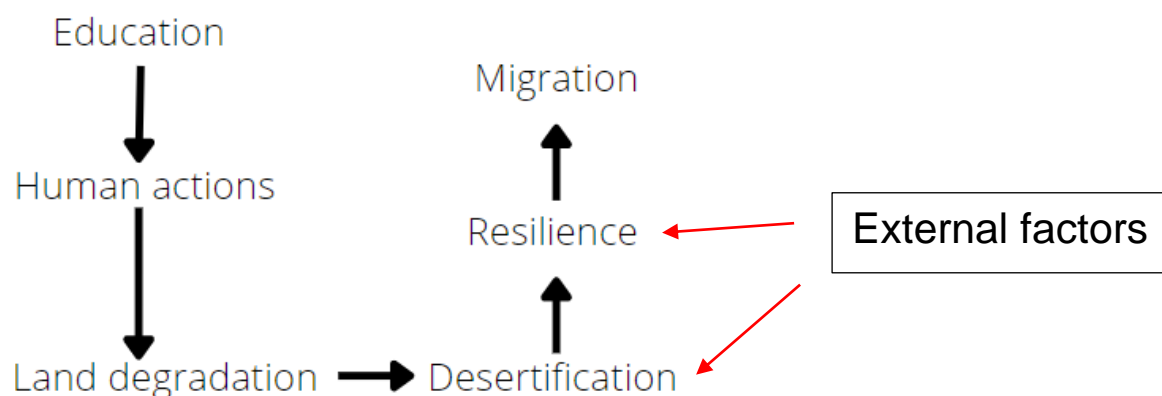 Education
Migration
Human actions
Resilience
External factors
Land degradation
Desertification